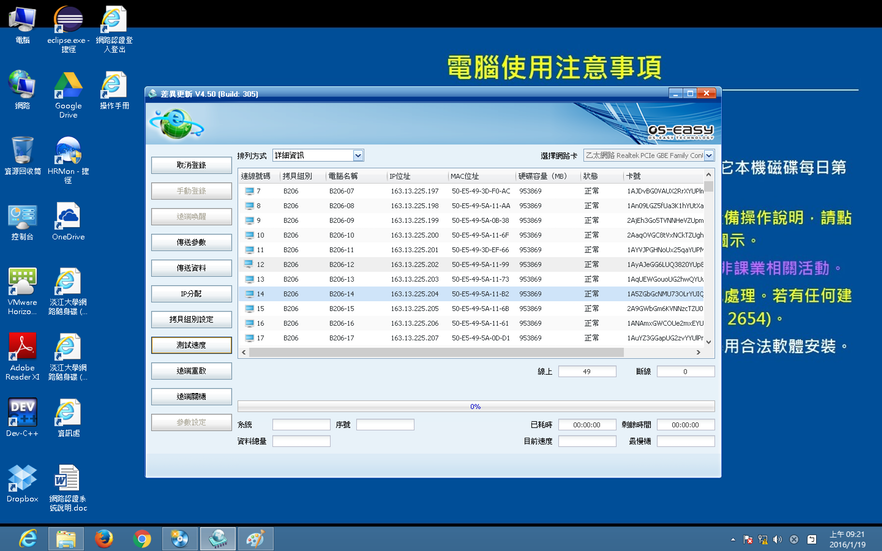 電腦
eclipse.exe - 捷徑
網路認證登入登出
網路
Google Drive
操作手冊
資源回收筒
HRMon - 捷徑
控制台
OneDrive
VMware Horizo...
淡江大學網路隨身碟 (...
Adobe Reader XI
淡江大學網路隨身碟 (...
Dev-C++
資訊處
Dropbox
網路認證系統說明.doc
電腦使用注意事項
它本機磁碟每日第
備操作說明，請點
圖示。
非課業相關活動。
處理。若有任何建
2654)。
用合法軟體安裝。
差異更新 V4.50 (Build: 305)
OS-EASY
OS-EASY TECHNOLOGY
取消登錄
手動登錄
遠端喚醒
傳送參數
傳送資料
IP分配
拷貝組別設定
測試速度
遠端重啟
遠端關機
參數設定
排列方式 詳細資訊 選擇網路卡 乙太網路 Realtek PCIe GBE Family Cont
連線號碼 拷貝組別 電腦名稱 IP位址 MAC位址 硬碟容量 (MB) 狀態 卡號
7 B206 B206-07 163.13.225.197 50-E5-49-3D-F0-AC 953869 正常
8 B206 B206-08 163.13.225.198 50-E5-49-5A-11-AA 953869 正常
9 B206 B206-09 163.13.225.199 50-E5-49-5A-0B-38 953869 正常
10 B206 B206-10 163.13.225.200 50-E5-49-5A-11-6F 953869 正常
11 B206 B206-11 163.13.225.201 50-E5-49-3D-EF-66 953869 正常
12 B206 B206-12 163.13.225.202 50-E5-49-5A-11-99 953869 正常
13 B206 B206-13 163.13.225.203 50-E5-49-5A-11-73 953869 正常
14 B206 B206-14 163.13.225.204 50-E5-49-5A-11-B2 953869 正常
15 B206 B206-15 163.13.225.205 50-E5-49-5A-11-6B 953869 正常
16 B206 B206-16 163.13.225.206 50-E5-49-5A-11-61 953869 正常
17 B206 B206-17 163.13.225.207 50-E5-49-5A-0D-D1 953869 正常
線上 49 斷線 0
0%
系統 序號 已耗時 00:00:00 剩餘時間 00:00:00
資料總量 目前速度 最慢機
上午 09:21
2016/1/19